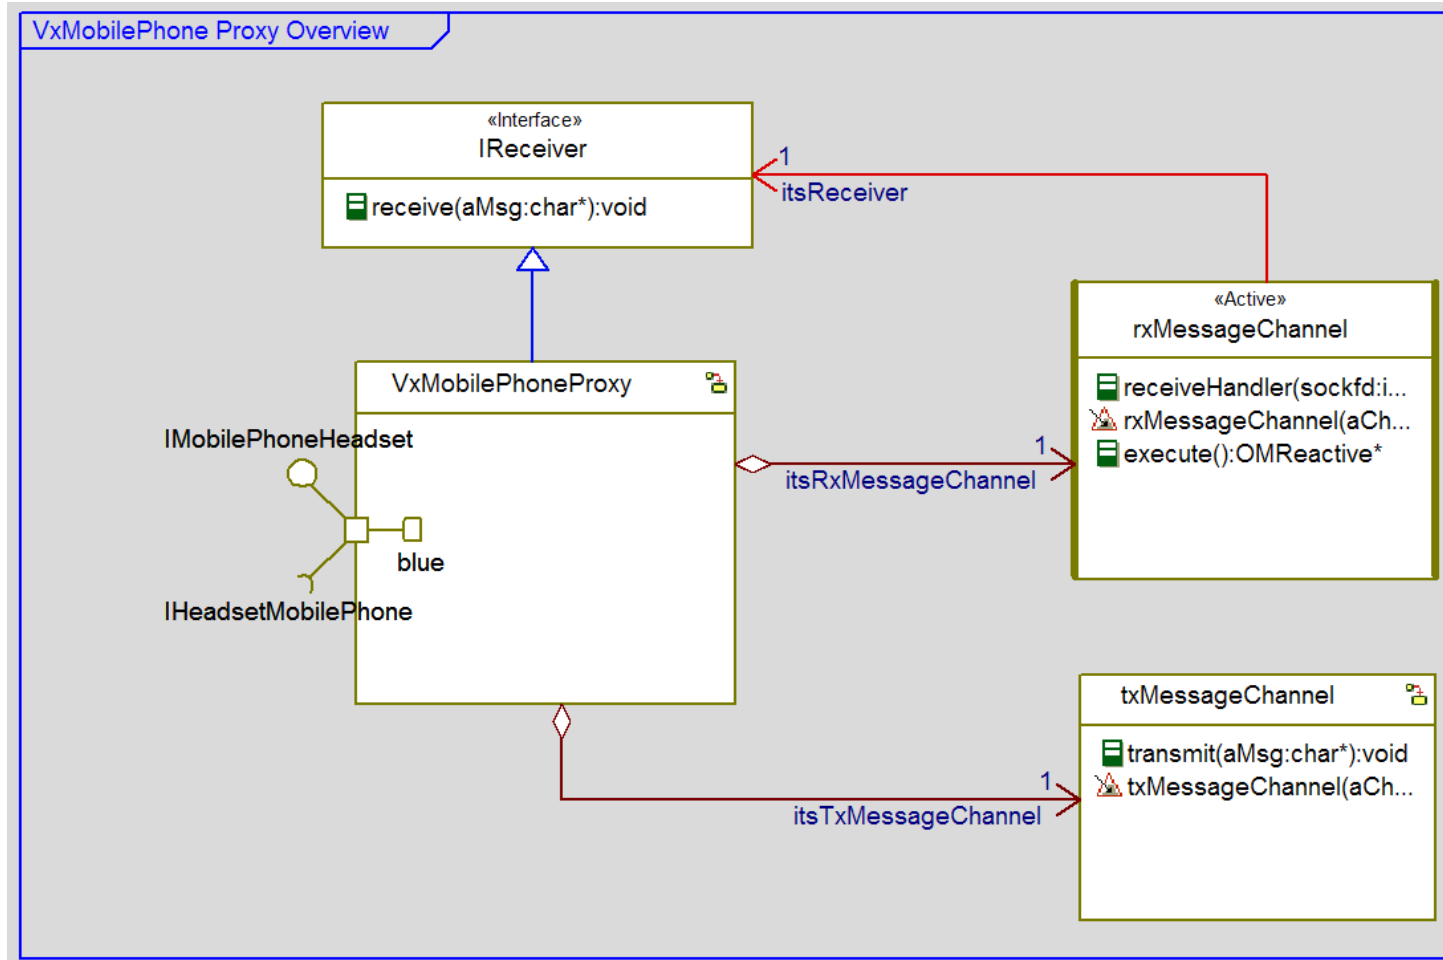 VxMobilePhone Proxy Overview
«Interface»
IReceiver
receive(aMsg:char*):void
1
itsReceiver
«Active»
rxMessageChannel
receiveHandler(sockfd:i...
rxMessageChannel(aCh...
execute():OMReactive*
VxMobilePhoneProxy
IMobilePhoneHeadset
blue
IHeadsetMobilePhone
1
itsRxMessageChannel
txMessageChannel
transmit(aMsg:char*):void
txMessageChannel(aCh...
1
itsTxMessageChannel